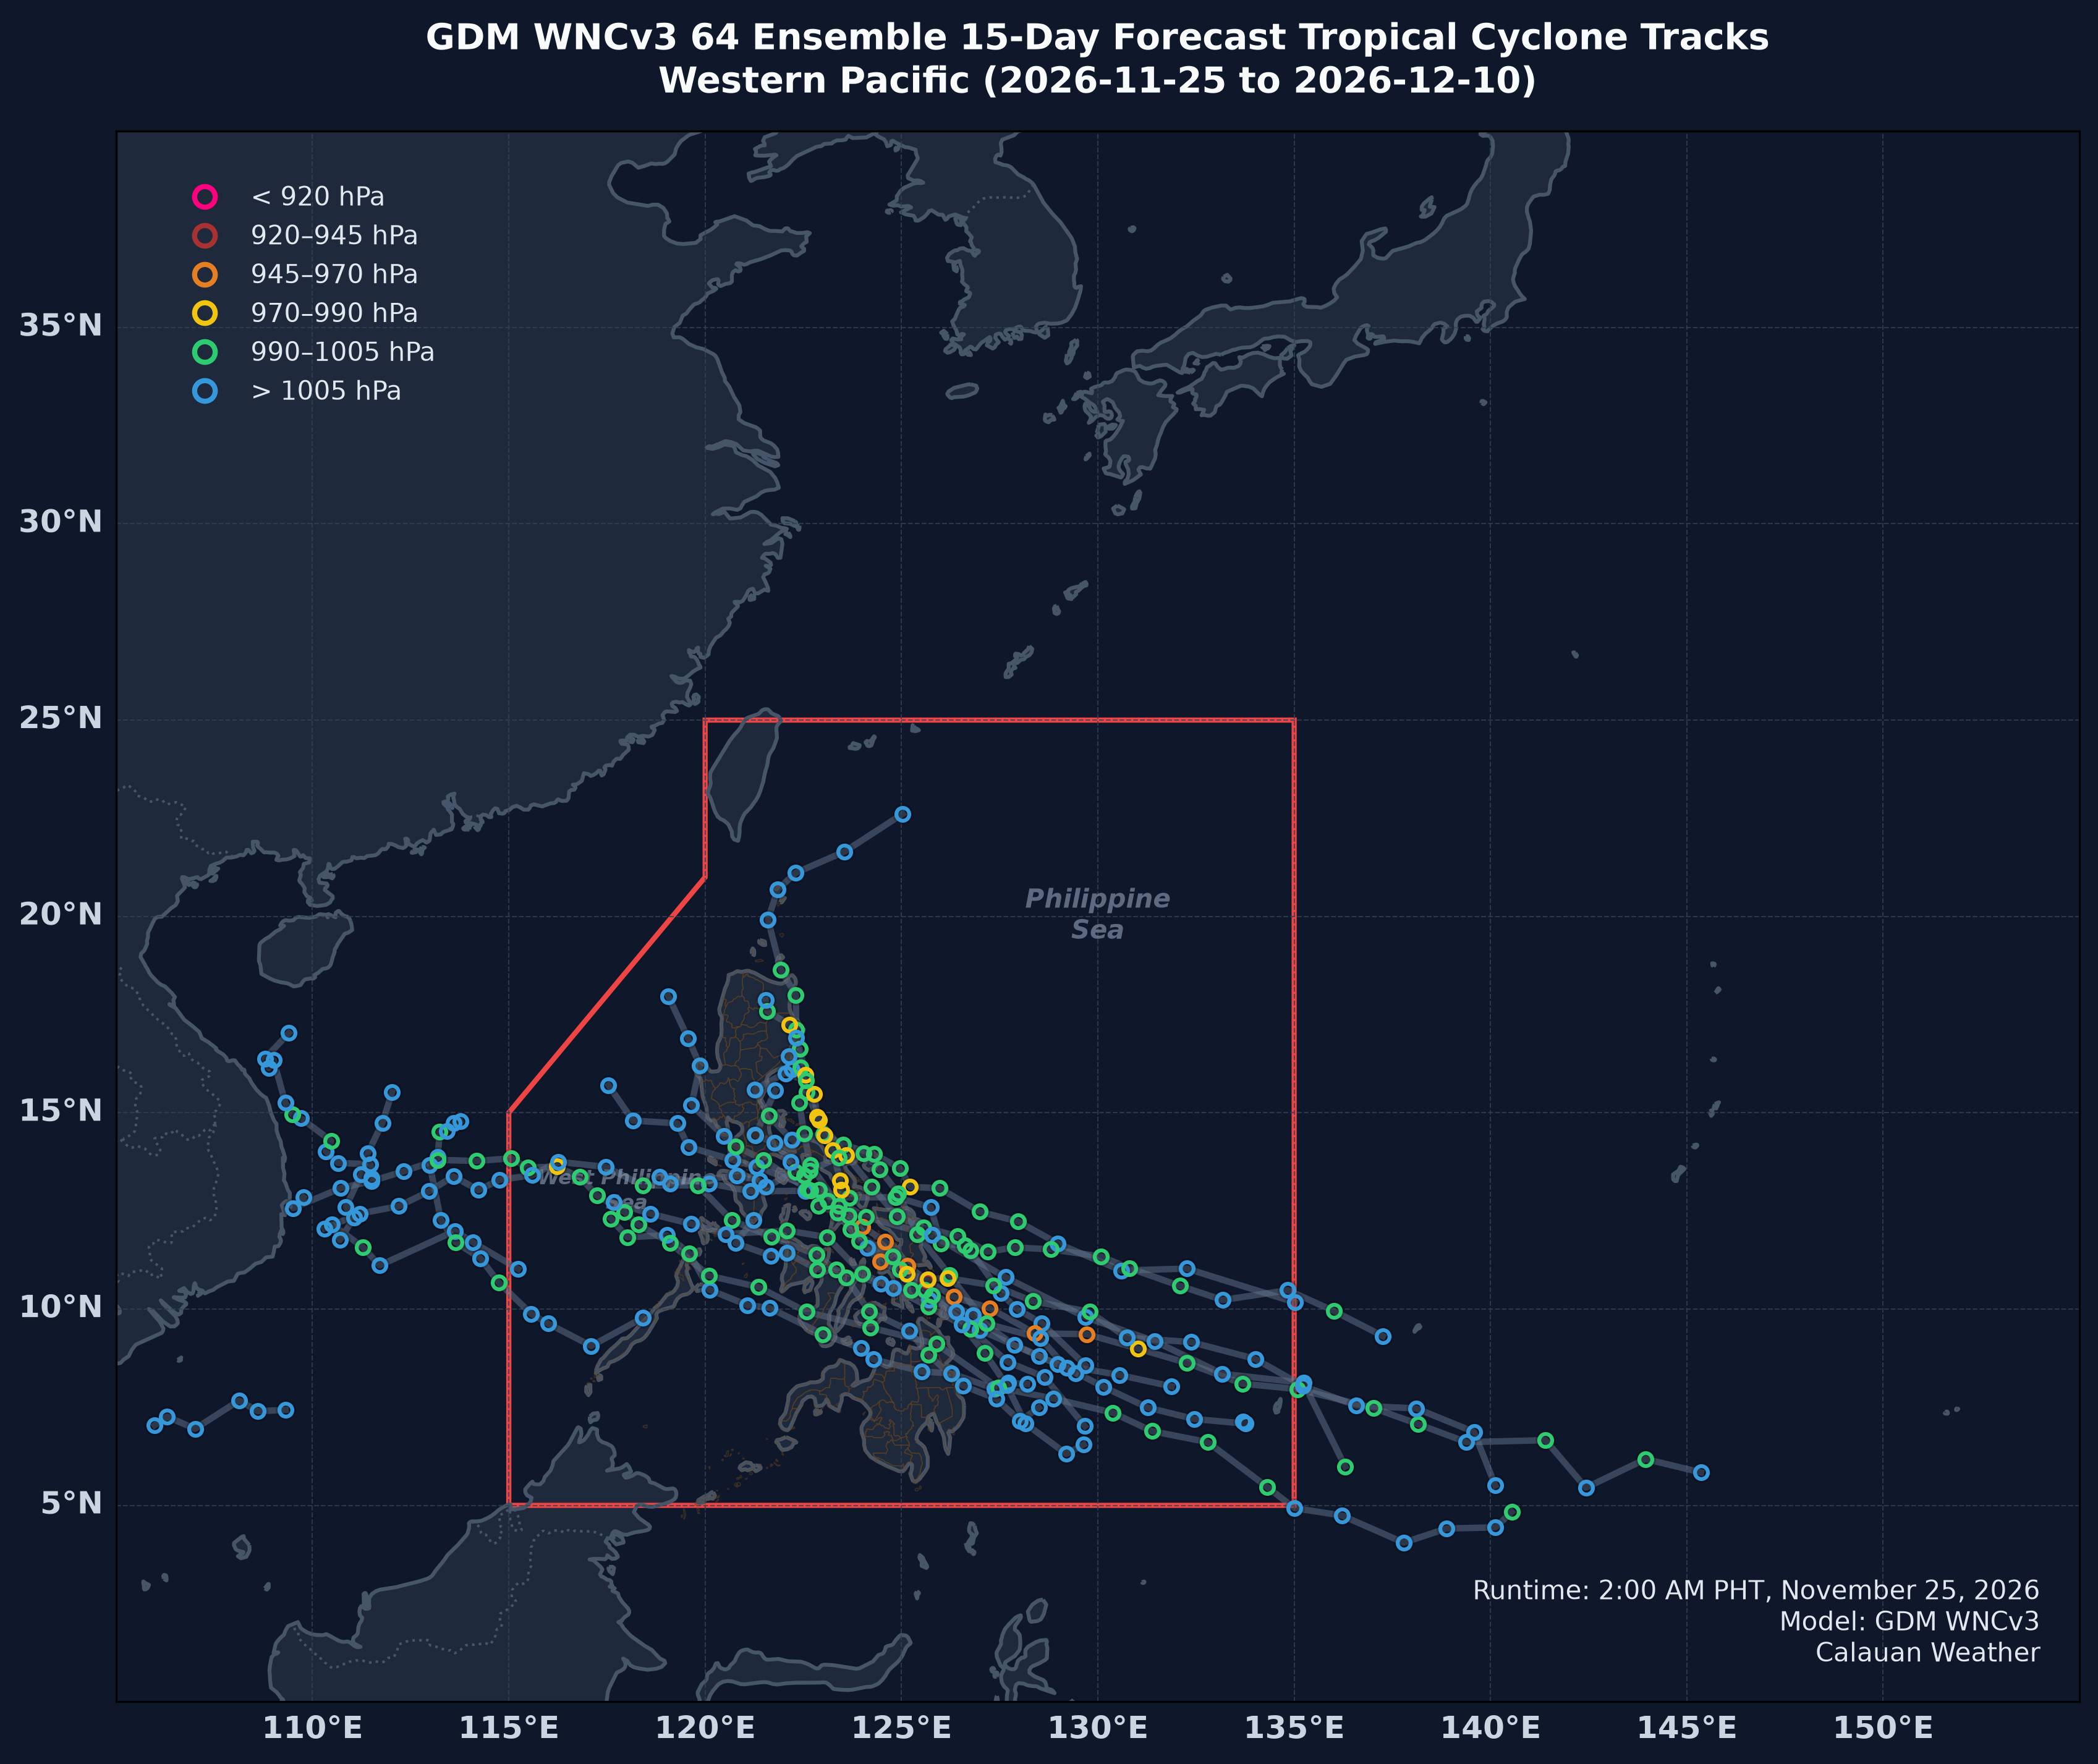 GDM WNCv3 64 Ensemble 15-Day Forecast Tropical Cyclone Tracks
Western Pacific (2026-11-25 to 2026-12-10)
< 920 hPa
920–945 hPa
945–970 hPa
970–990 hPa
990–1005 hPa
> 1005 hPa
35°N
30°N
25°N
20°N
15°N
10°N
5°N
Philippine
Sea
West Philippine
Sea
Runtime: 2:00 AM PHT, November 25, 2026
Model: GDM WNCv3
Calauan Weather
110°E
115°E
120°E
125°E
130°E
135°E
140°E
145°E
150°E